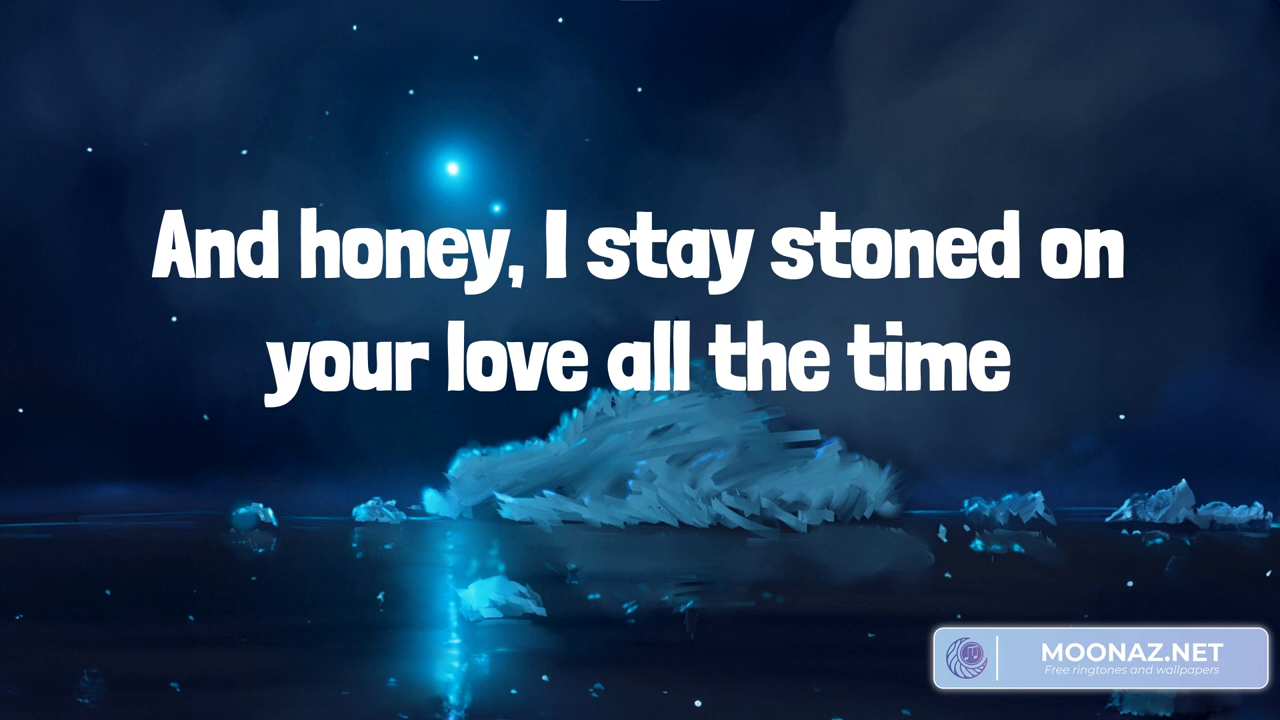 And honey, I stay stoned on
your love all the time
MOONAZ.NET
Free ringtones and wallpapers